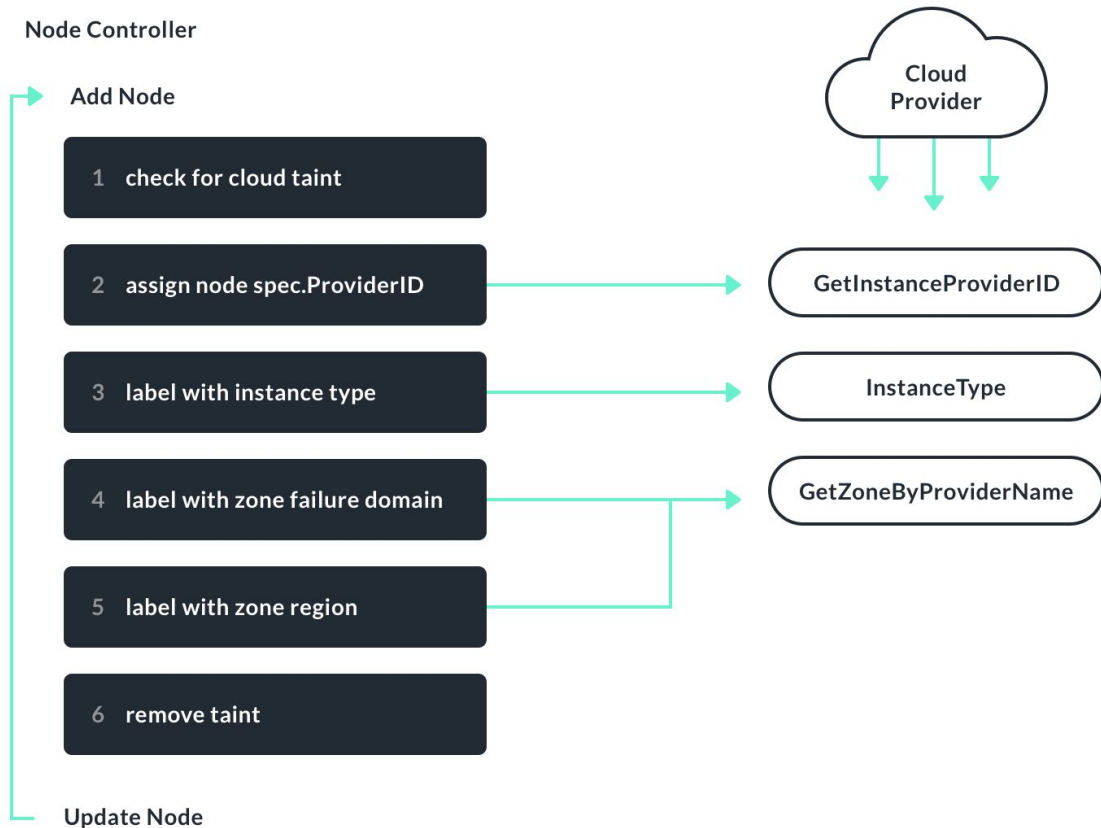 Node Controller
Add Node
1 check for cloud taint
2 assign node spec.ProviderID
3 label with instance type
4 label with zone failure domain
5 label with zone region
6 remove taint
Update Node
Cloud
Provider
GetInstanceProviderID
InstanceType
GetZoneByProviderName